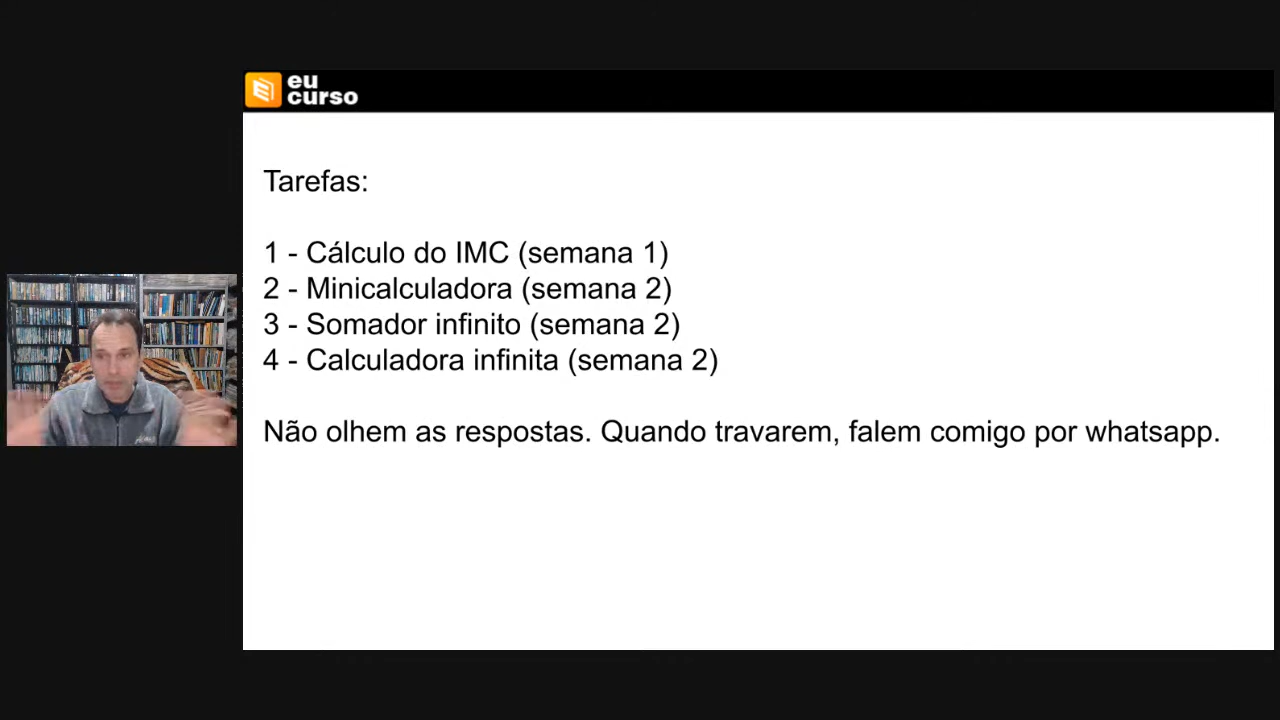 eu
curso
Tarefas:
1 - Cálculo do IMC (semana 1)
2 - Minicalculadora (semana 2)
3 - Somador infinito (semana 2)
4 - Calculadora infinita (semana 2)
Não olhem as respostas. Quando travarem, falem comigo por whatsapp.